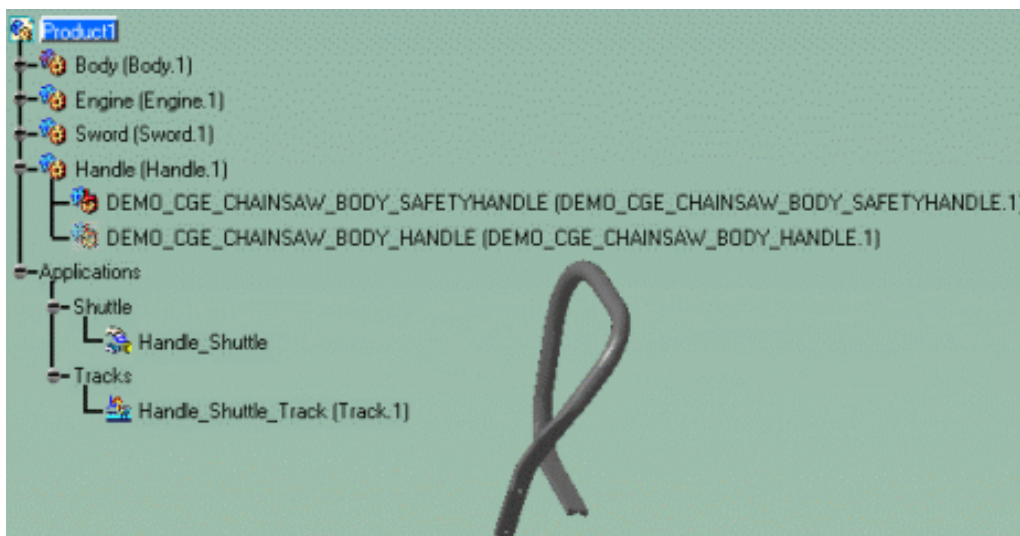 Product1
Body (Body.1)
Engine (Engine.1)
Sword (Sword.1)
Handle (Handle.1)
DEMO_CGE_CHAINSAW_BODY_SAFETYHANDLE (DEMO_CGE_CHAINSAW_BODY_SAFETYHANDLE.1)
DEMO_CGE_CHAINSAW_BODY_HANDLE (DEMO_CGE_CHAINSAW_BODY_HANDLE.1)
Applications
Shuttle
Handle_Shuttle
Tracks
Handle_Shuttle_Track (Track.1)